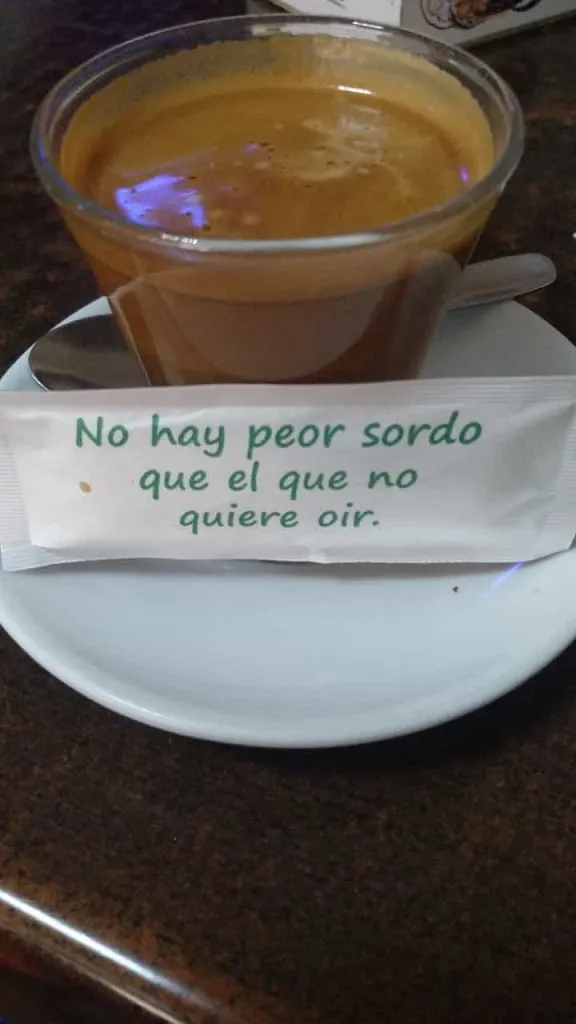 No hay peor sordo
que el que no
quiere oir.